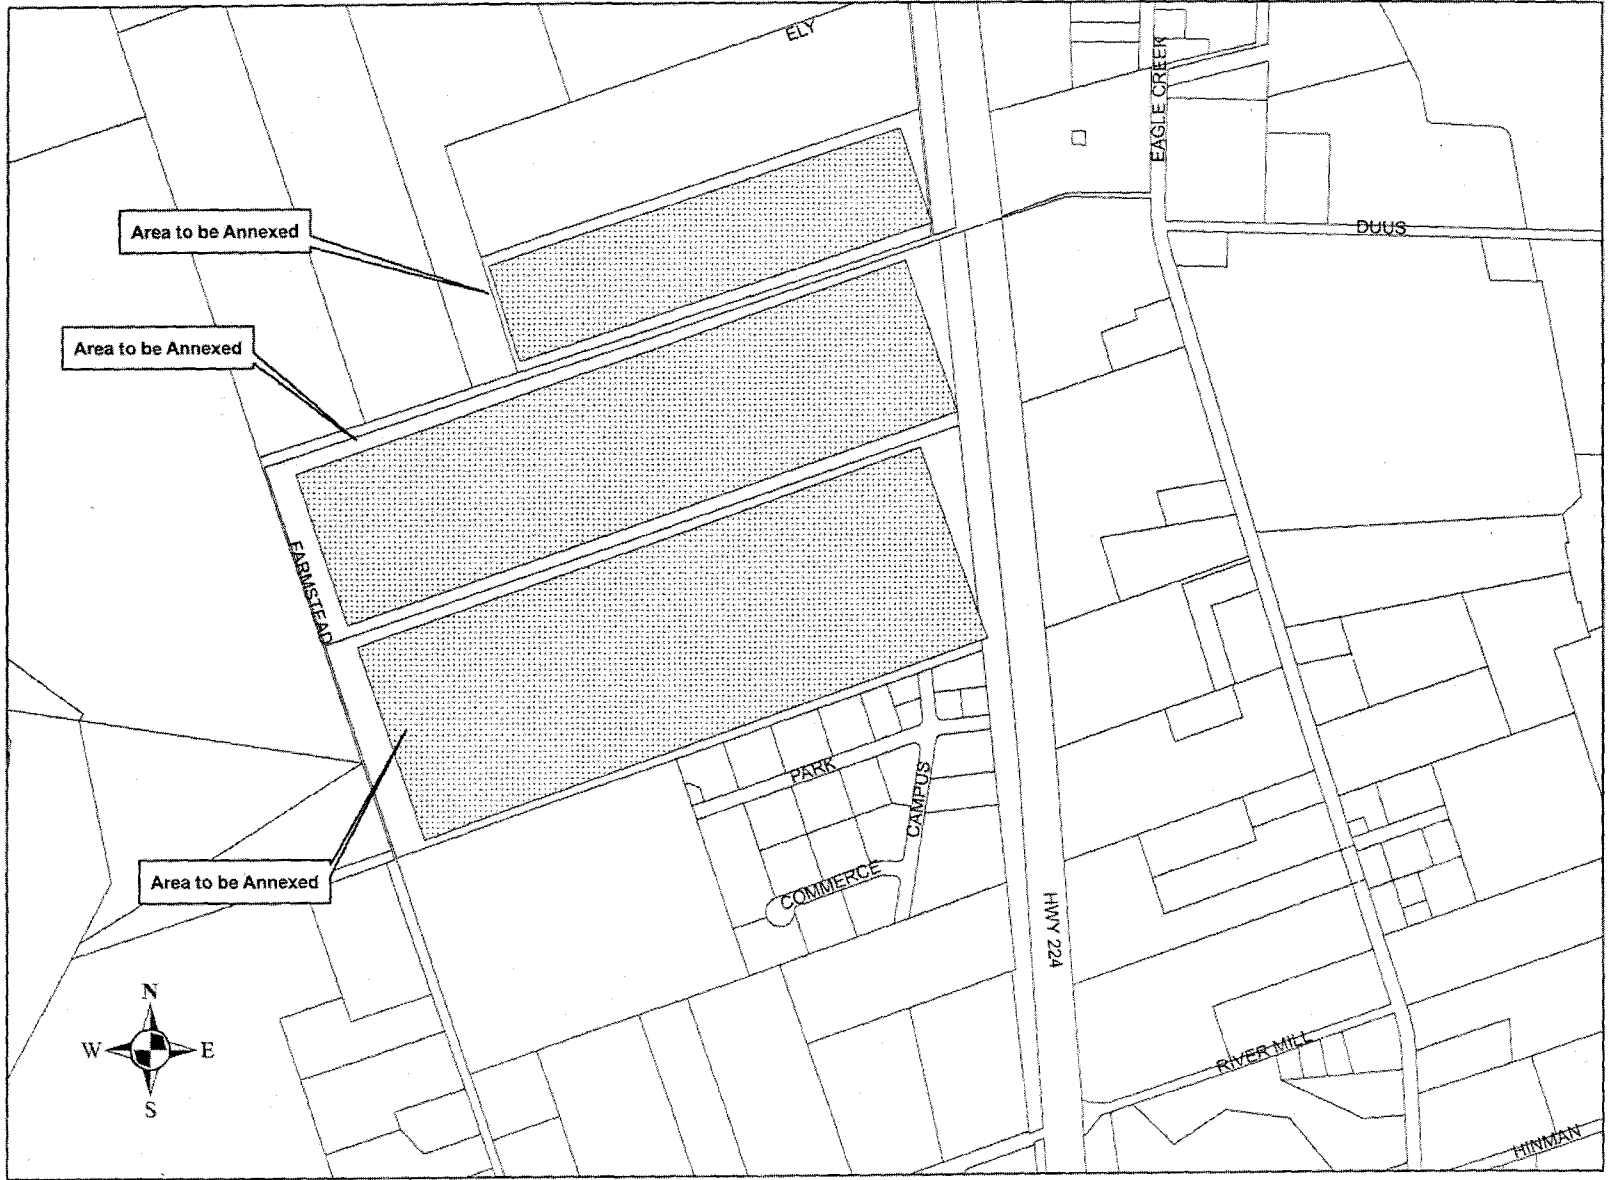 ELY
EAGLE CREEK
DUUS
Area to be Annexed
Area to be Annexed
FARMSTEAD
PARK
CAMPUS
COMMERCE
Area to be Annexed
HWY 224
N
W E
S
RIVER MILL
HINMAN